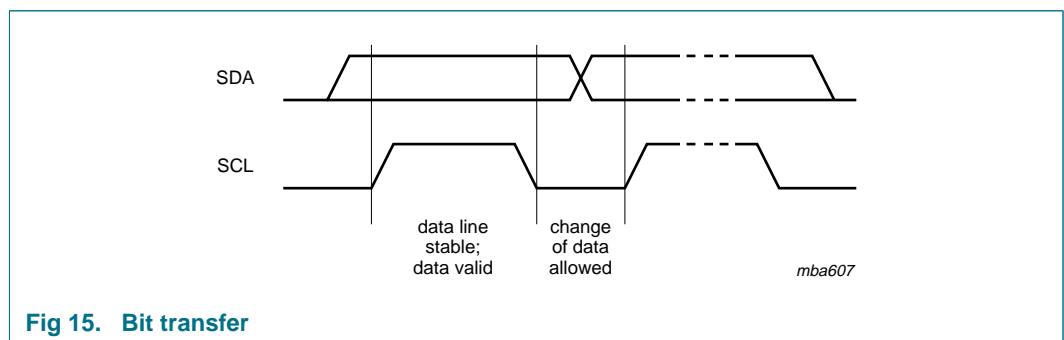 SDA
SCL
data line
stable;
data valid
change
of data
allowed
mba607
Fig 15. Bit transfer